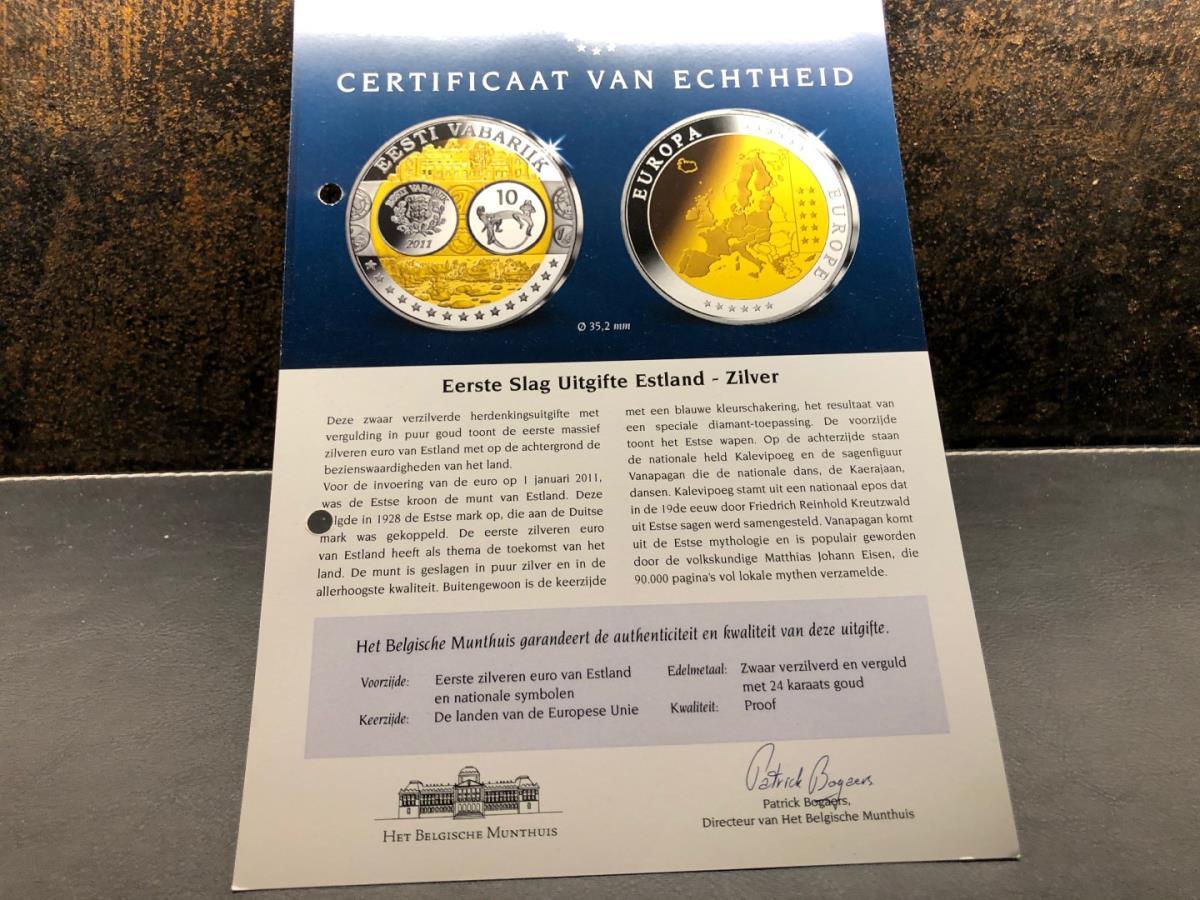 CERTIFICAAT VAN ECHTHEID
EESTI VABARIIK
EESTI VABARIIK
2011
10
EUROPA
EUROPE
Ø 35,2 mm
Eerste Slag Uitgifte Estland - Zilver
Deze zwaar verzilverde herdenkingsuitgifte met
vergulding in puur goud toont de eerste massief
zilveren euro van Estland met op de achtergrond de
bezienswaardigheden van het land.
Voor de invoering van de euro op 1 januari 2011,
was de Estse kroon de munt van Estland. Deze
lgde in 1928 de Estse mark op, die aan de Duitse
mark was gekoppeld. De eerste zilveren euro
van Estland heeft als thema de toekomst van het
land. De munt is geslagen in puur zilver en in de
allerhoogste kwaliteit. Buitengewoon is de keerzijde
met een blauwe kleurschakering, het resultaat van
een speciale diamant-toepassing. De voorzijde
toont het Estse wapen. Op de achterzijde staan
de nationale held Kalevipoeg en de sagenfiguur
Vanapagan die de nationale dans, de Kaerajaan,
dansen. Kalevipoeg stamt uit een nationaal epos dat
in de 19de eeuw door Friedrich Reinhold Kreutzwald
uit Estse sagen werd samengesteld. Vanapagan komt
uit de Estse mythologie en is populair geworden
door de volkskundige Matthias Johann Eisen, die
90.000 pagina's vol lokale mythen verzamelde.
Het Belgische Munthuis garandeert de authenticiteit en kwaliteit van deze uitgifte.
Voorzijde: Eerste zilveren euro van Estland
en nationale symbolen
Keerzijde: De landen van de Europese Unie
Edelmetaal: Zwaar verzilverd en verguld
met 24 karaats goud
Kwaliteit: Proof
HET BELGISCHE MUNTHUIS
Patrick Bogaers
Patrick Bogaers,
Directeur van Het Belgische Munthuis